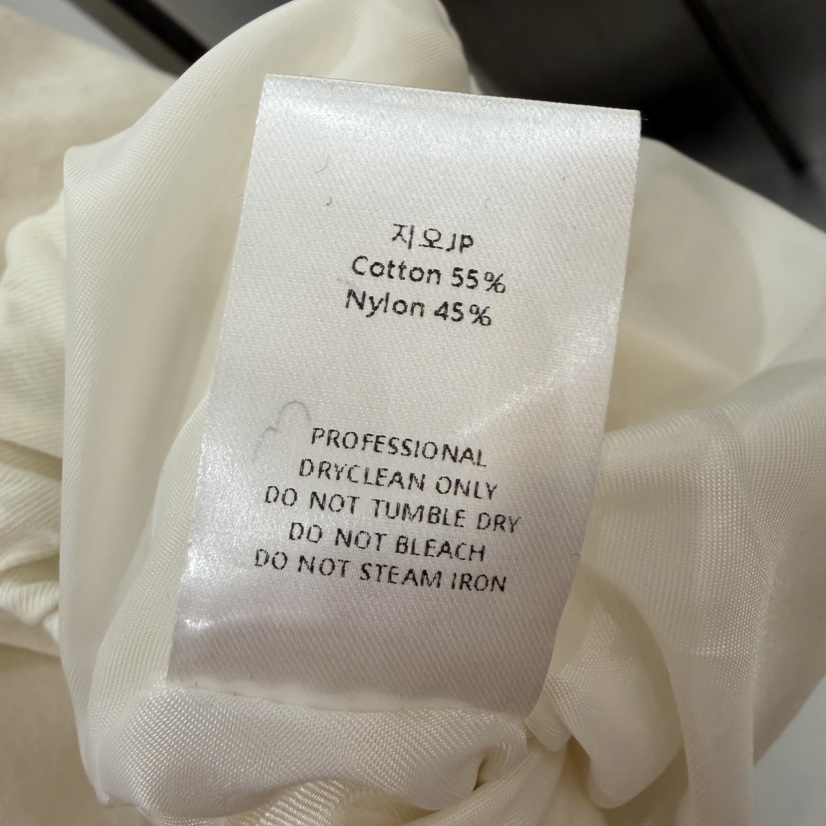 지오JP
Cotton 55%
Nylon 45%
PROFESSIONAL
DRYCLEAN ONLY
DO NOT TUMBLE DRY
DO NOT BLEACH
DO NOT STEAM IRON